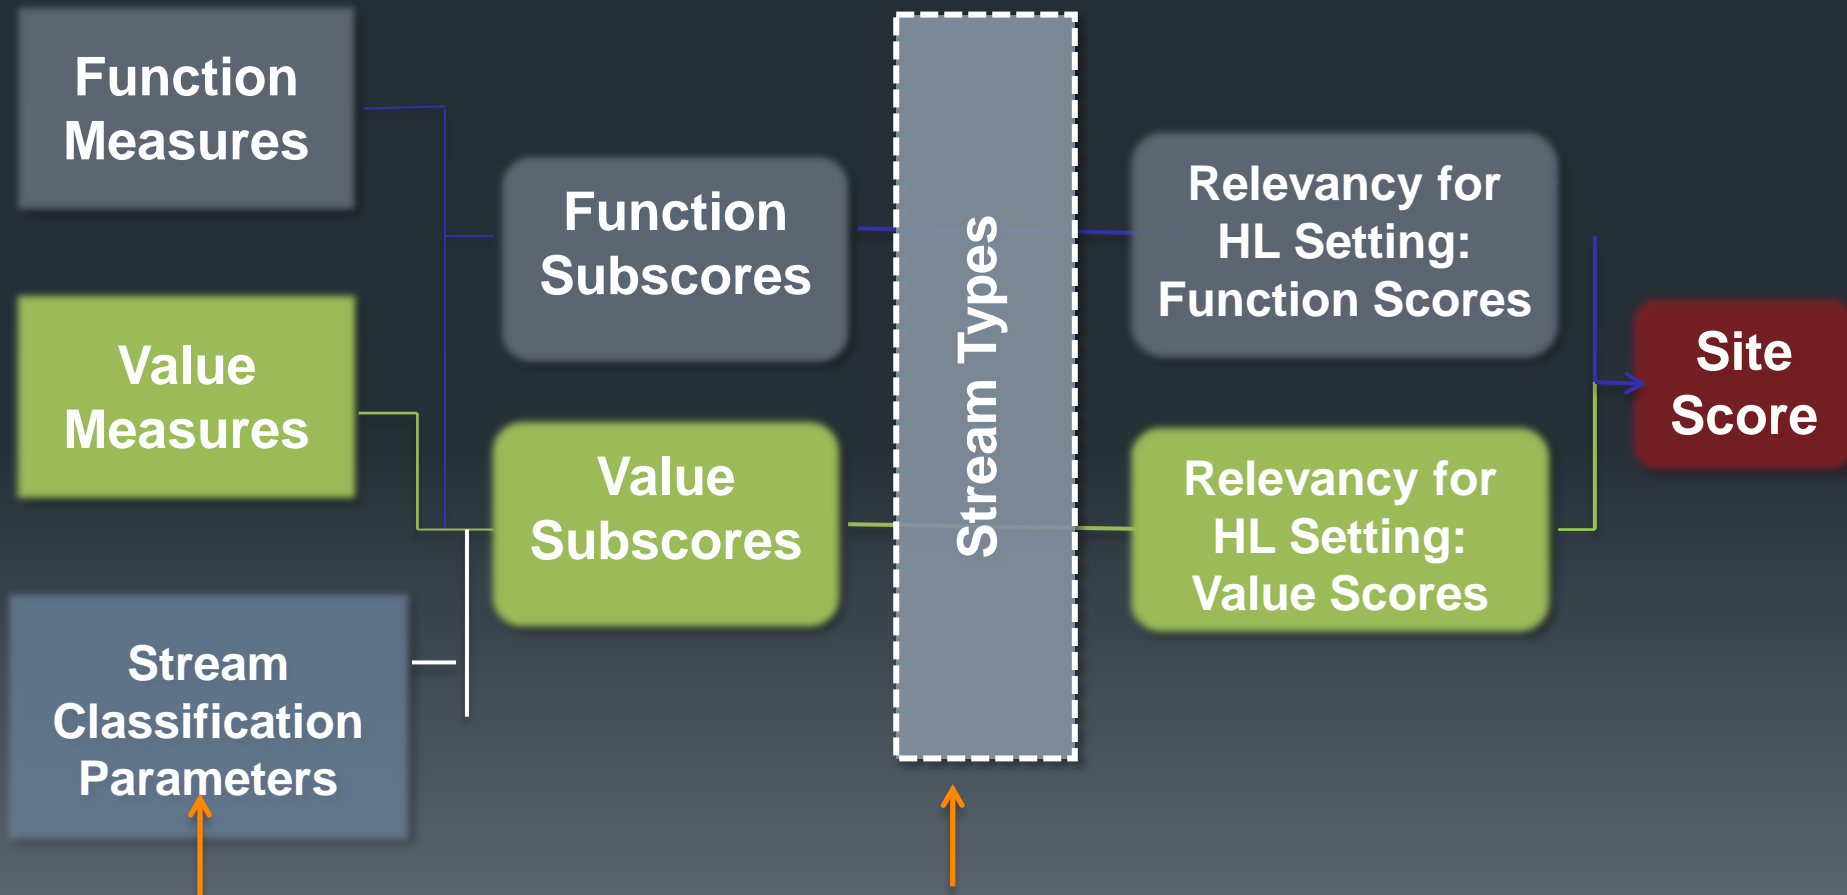 Function
Measures
Value
Measures
Stream
Classification
Parameters
Function
Subscores
Value
Subscores
Stream Types
Relevancy for
HL Setting:
Function Scores
Relevancy for
HL Setting:
Value Scores
Site
Score